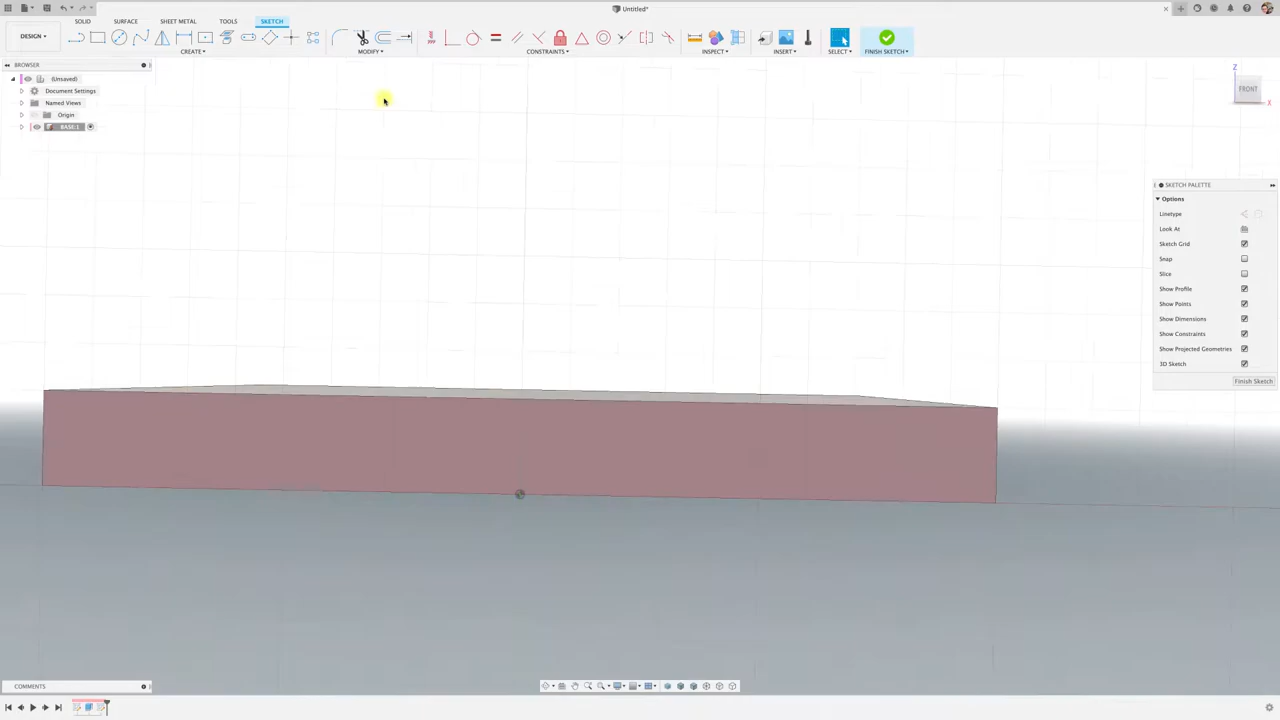 Untitled*
DESIGN
SOLID
SURFACE
SHEET METAL
TOOLS
SKETCH
CREATE
MODIFY
CONSTRAINTS
INSPECT
INSERT
SELECT
FINISH SKETCH
BROWSER
(Unsaved)
Document Settings
Named Views
Origin
BASE:1
Z
FRONT
X
SKETCH PALETTE
Options
Linetype
Look At
Sketch Grid
Snap
Slice
Show Profile
Show Points
Show Dimensions
Show Constraints
Show Projected Geometries
3D Sketch
Finish Sketch
COMMENTS